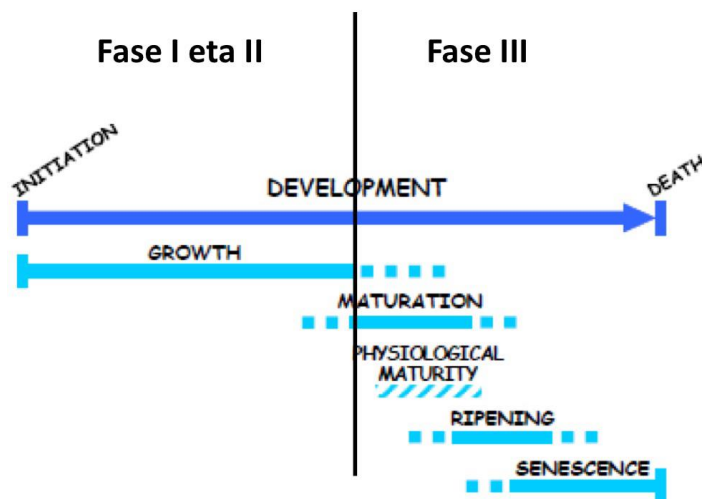 Fase I eta II
Fase III
INITIATION
DEATH
DEVELOPMENT
GROWTH
MATURATION
PHYSIOLOGICAL
MATURITY
RIPENING
SENESCENCE